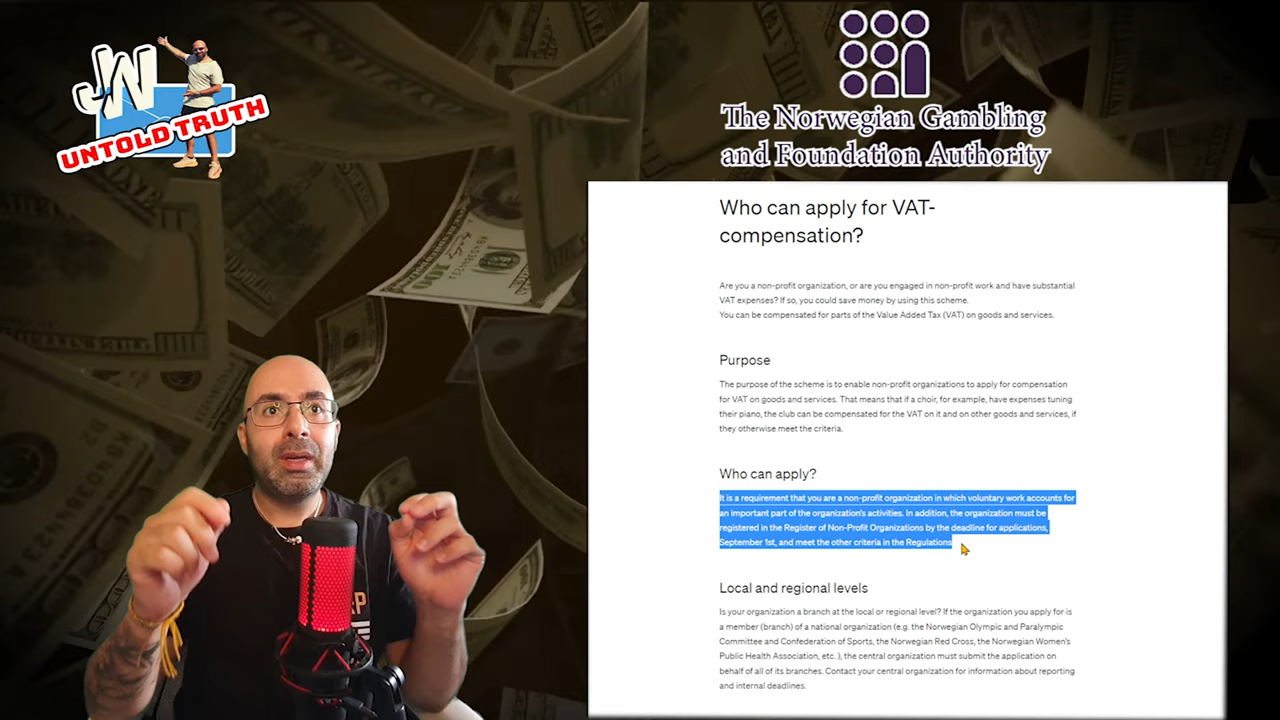 JW
UNTOLD TRUTH
The Norwegian Gambling
and Foundation Authority
Who can apply for VAT-
compensation?
Are you a non-profit organization, or are you engaged in non-profit work and have substantial
VAT expenses? If so, you could save money by using this scheme.
You can be compensated for parts of the Value Added Tax (VAT) on goods and services.
Purpose
The purpose of the scheme is to enable non-profit organizations to apply for compensation
for VAT on goods and services. That means that if a choir, for example, have expenses tuning
their piano, the club can be compensated for the VAT on it and on other goods and services, if
they otherwise meet the criteria.
Who can apply?
It is a requirement that you are a non-profit organization in which voluntary work accounts for
an important part of the organization's activities. In addition, the organization must be
registered in the Register of Non-Profit Organizations by the deadline for applications,
September 1st, and meet the other criteria in the Regulations
Local and regional levels
Is your organization a branch at the local or regional level? If the organization you apply for is
a member (branch) of a national organization (e.g. the Norwegian Olympic and Paralympic
Committee and Confederation of Sports, the Norwegian Red Cross, the Norwegian Women's
Public Health Association, etc. ), the central organization must submit the application on
behalf of all of its branches. Contact your central organization for information about reporting
and internal deadlines.